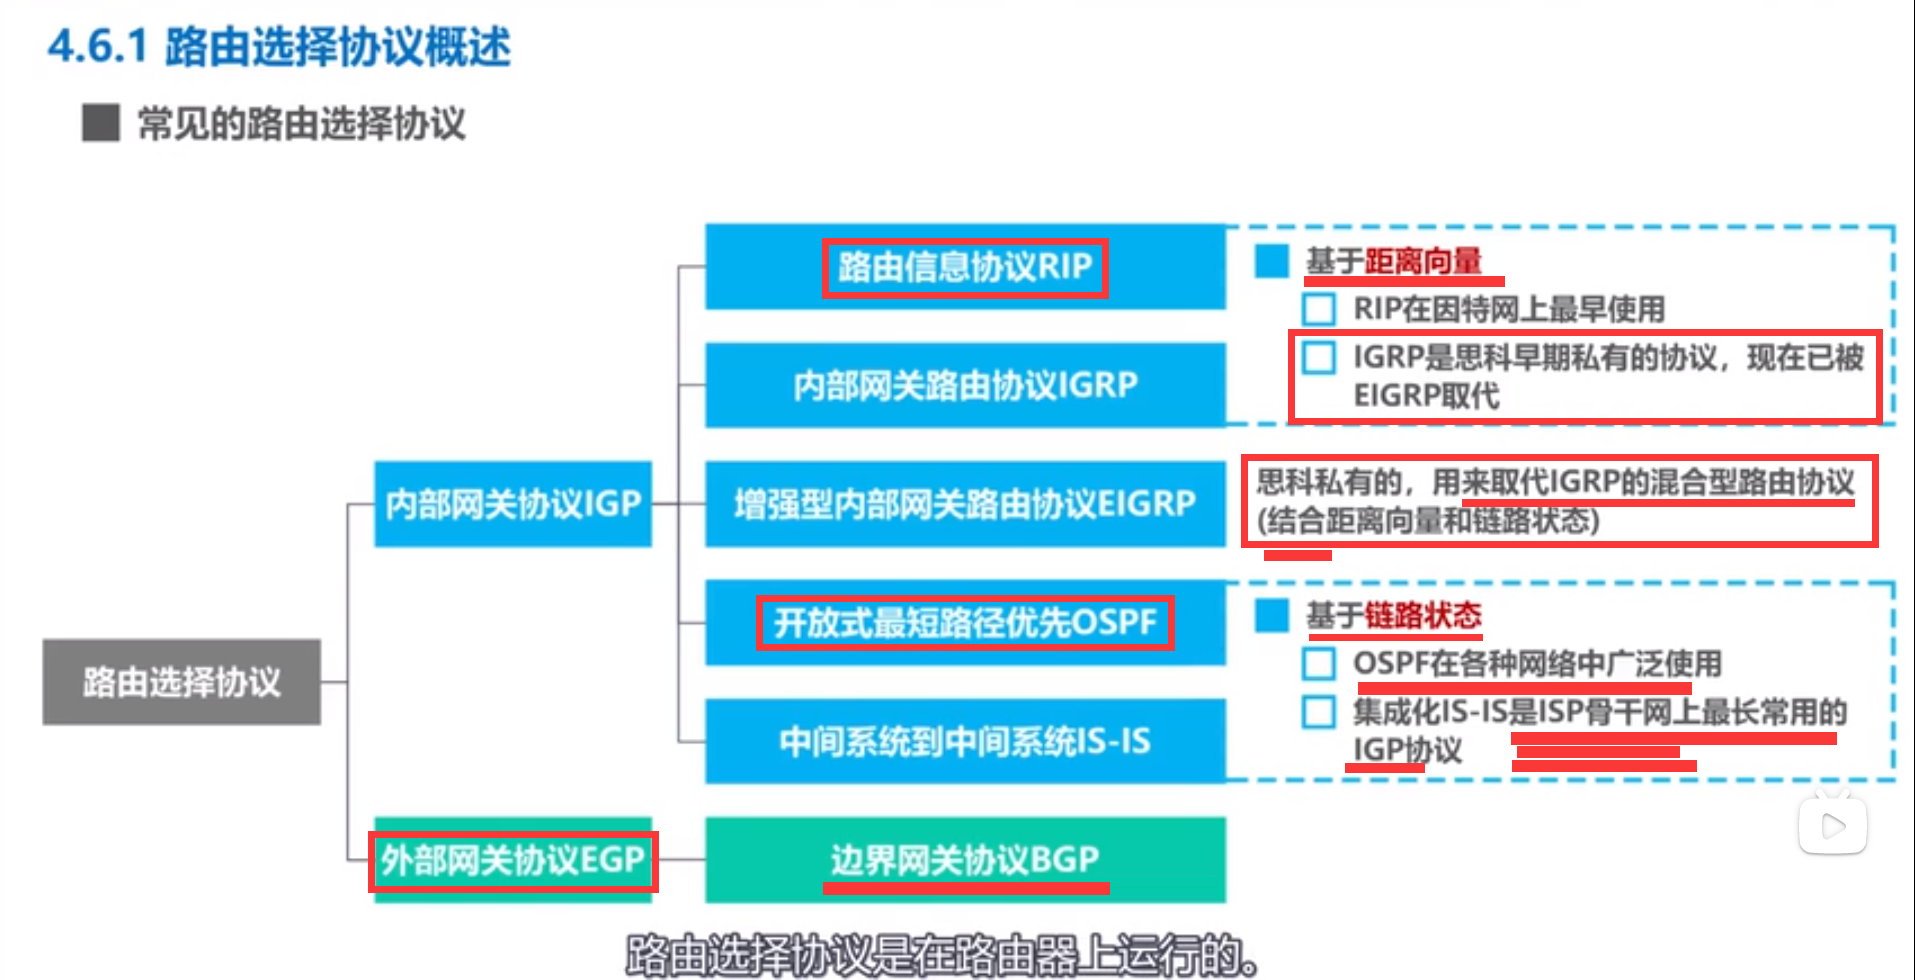 4.6.1 路由选择协议概述
常见的路由选择协议
路由信息协议RIP
基于距离向量
RIP在因特网上最早使用
IGRP是思科早期私有的协议，现在已被
EIGRP取代
内部网关路由协议IGRP
内部网关协议IGP
增强型内部网关路由协议EIGRP
思科私有的，用来取代IGRP的混合型路由协议
(结合距离向量和链路状态)
开放式最短路径优先OSPF
基于链路状态
OSPF在各种网络中广泛使用
集成化IS-IS是ISP骨干网上最长常用的
IGP协议
路由选择协议
中间系统到中间系统IS-IS
外部网关协议EGP
边界网关协议BGP
路由选择协议是在路由器上运行的。